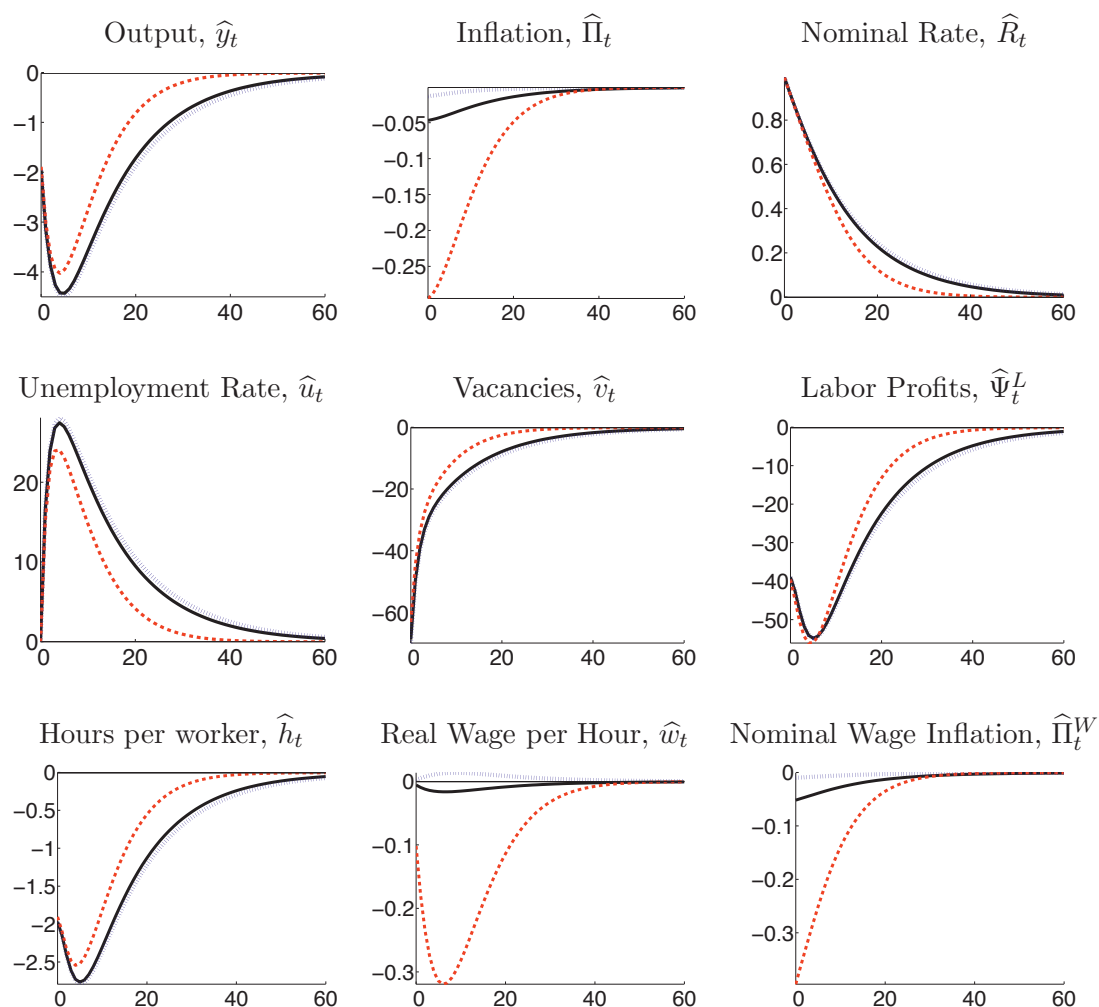 Output, ŷ_t
Inflation, Π̂_t
Nominal Rate, R̂_t
0
−1
−2
−3
−4
0 20 40 60
−0.05
−0.1
−0.15
−0.2
−0.25
0 20 40 60
0.8
0.6
0.4
0.2
0
0 20 40 60
Unemployment Rate, û_t
Vacancies, v̂_t
Labor Profits, Ψ̂_t^L
20
10
0
0 20 40 60
0
−20
−40
−60
0 20 40 60
0
−10
−20
−30
−40
−50
0 20 40 60
Hours per worker, ĥ_t
Real Wage per Hour, ŵ_t
Nominal Wage Inflation, Π̂_t^W
0
−0.5
−1
−1.5
−2
−2.5
0 20 40 60
0
−0.1
−0.2
−0.3
0 20 40 60
0
−0.1
−0.2
−0.3
0 20 40 60